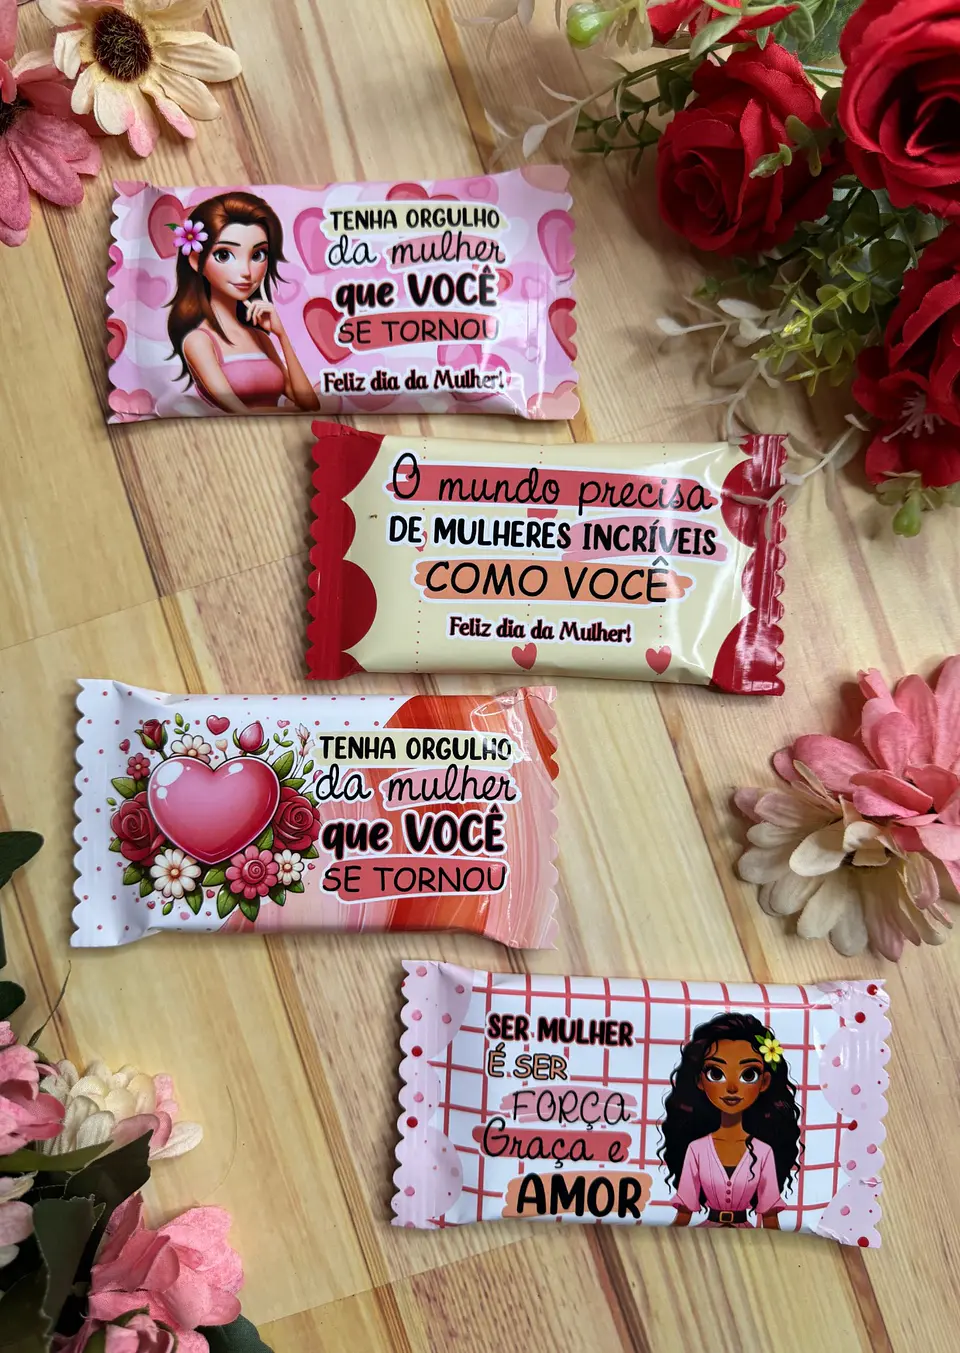 TENHA ORGULHO
da mulher
que VOCÊ
SE TORNOU
Feliz dia da Mulher!
O mundo precisa
DE MULHERES INCRÍVEIS
COMO VOCÊ
Feliz dia da Mulher!
TENHA ORGULHO
da mulher
que VOCÊ
SE TORNOU
SER MULHER
É SER
FORÇA
Graça e
AMOR